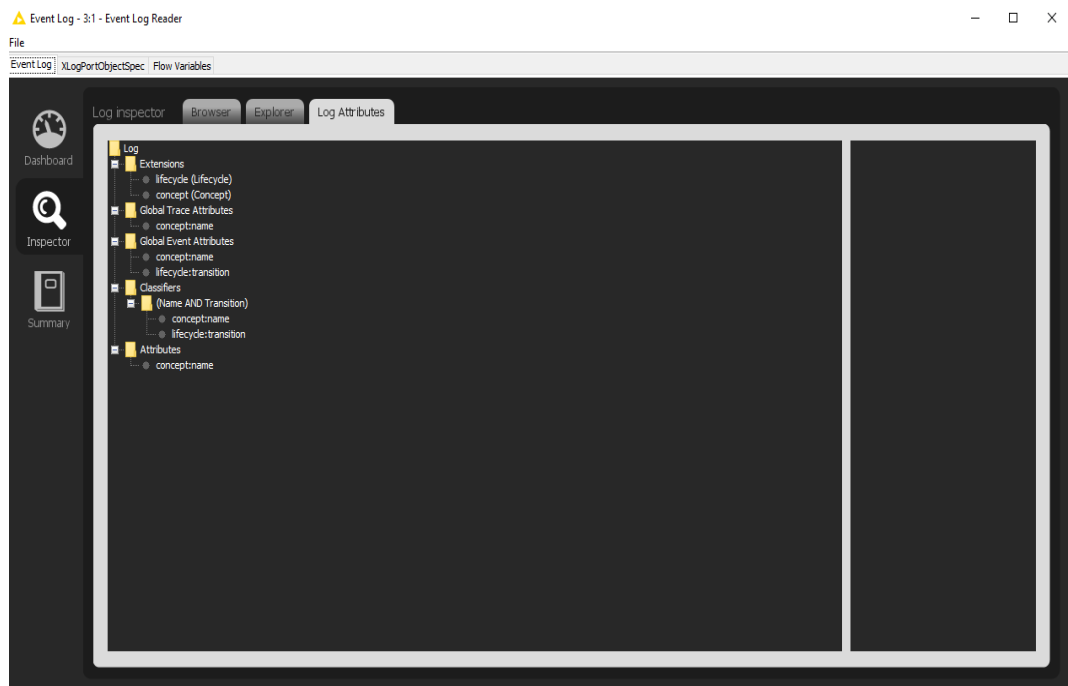 Event Log - 3:1 - Event Log Reader
File
Event Log XLogPortObjectSpec Flow Variables
Log inspector Browser Explorer Log Attributes
Dashboard
Inspector
Summary
Log
Extensions
lifecycle (Lifecycle)
concept (Concept)
Global Trace Attributes
concept:name
Global Event Attributes
concept:name
lifecycle:transition
Classifiers
(Name AND Transition)
concept:name
lifecycle:transition
Attributes
concept:name